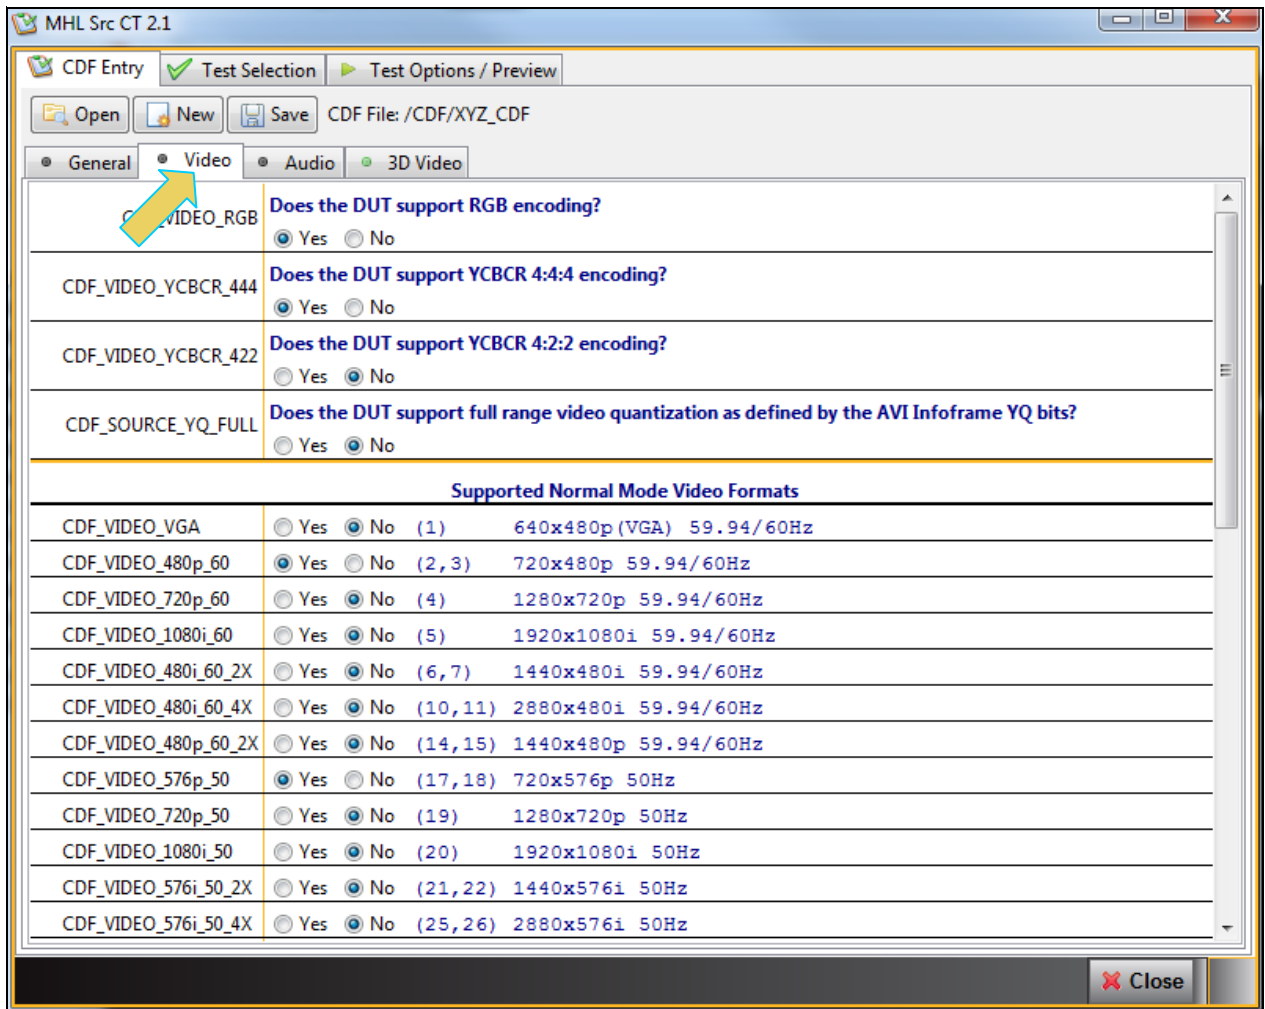 MHL Src CT 2.1
CDF Entry Test Selection Test Options / Preview
Open New Save CDF File: /CDF/XYZ_CDF
General Video Audio 3D Video
VIDEO_RGB Does the DUT support RGB encoding?
Yes No
CDF_VIDEO_YCBCR_444 Does the DUT support YCBCR 4:4:4 encoding?
Yes No
CDF_VIDEO_YCBCR_422 Does the DUT support YCBCR 4:2:2 encoding?
Yes No
CDF_SOURCE_YQ_FULL Does the DUT support full range video quantization as defined by the AVI Infoframe YQ bits?
Yes No
Supported Normal Mode Video Formats
CDF_VIDEO_VGA Yes No (1) 640x480p(VGA) 59.94/60Hz
CDF_VIDEO_480p_60 Yes No (2,3) 720x480p 59.94/60Hz
CDF_VIDEO_720p_60 Yes No (4) 1280x720p 59.94/60Hz
CDF_VIDEO_1080i_60 Yes No (5) 1920x1080i 59.94/60Hz
CDF_VIDEO_480i_60_2X Yes No (6,7) 1440x480i 59.94/60Hz
CDF_VIDEO_480i_60_4X Yes No (10,11) 2880x480i 59.94/60Hz
CDF_VIDEO_480p_60_2X Yes No (14,15) 1440x480p 59.94/60Hz
CDF_VIDEO_576p_50 Yes No (17,18) 720x576p 50Hz
CDF_VIDEO_720p_50 Yes No (19) 1280x720p 50Hz
CDF_VIDEO_1080i_50 Yes No (20) 1920x1080i 50Hz
CDF_VIDEO_576i_50_2X Yes No (21,22) 1440x576i 50Hz
CDF_VIDEO_576i_50_4X Yes No (25,26) 2880x576i 50Hz
Close